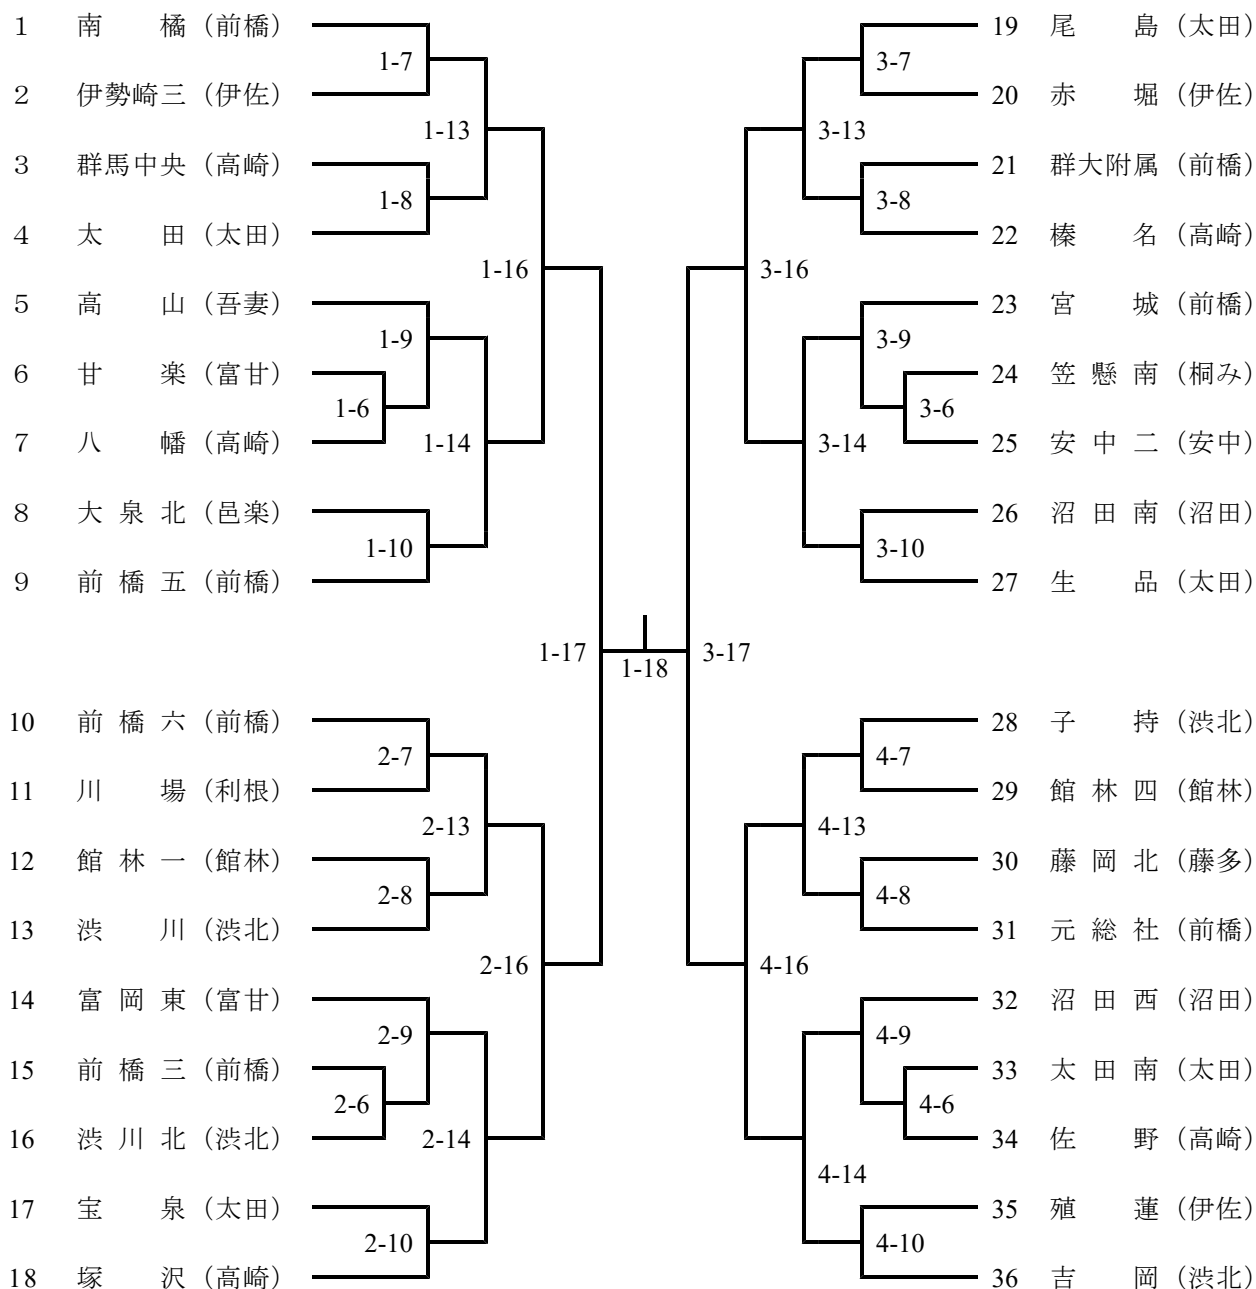 1 南橘（前橋）
1-7
2 伊勢崎三（伊佐）
1-13
3 群馬中央（高崎）
1-8
4 太田（太田）
1-16
5 高山（吾妻）
1-9
6 甘楽（富甘）
1-6
7 八幡（高崎）
1-14
8 大泉北（邑楽）
1-10
9 前橋五（前橋）
1-17
10 前橋六（前橋）
2-7
11 川場（利根）
2-13
12 館林一（館林）
2-8
13 渋川（渋北）
2-16
14 富岡東（富甘）
2-9
15 前橋三（前橋）
2-6
16 渋川北（渋北）
2-14
17 宝泉（太田）
2-10
18 塚沢（高崎）
1-18
19 尾島（太田）
3-7
20 赤堀（伊佐）
3-13
21 群大附属（前橋）
3-8
22 榛名（高崎）
3-16
23 宮城（前橋）
3-9
24 笠懸南（桐み）
3-6
25 安中二（安中）
3-14
26 沼田南（沼田）
3-10
27 生品（太田）
3-17
28 子持（渋北）
4-7
29 館林四（館林）
4-13
30 藤岡北（藤多）
4-8
31 元総社（前橋）
4-16
32 沼田西（沼田）
4-9
33 太田南（太田）
4-6
34 佐野（高崎）
4-14
35 殖蓮（伊佐）
4-10
36 吉岡（渋北）